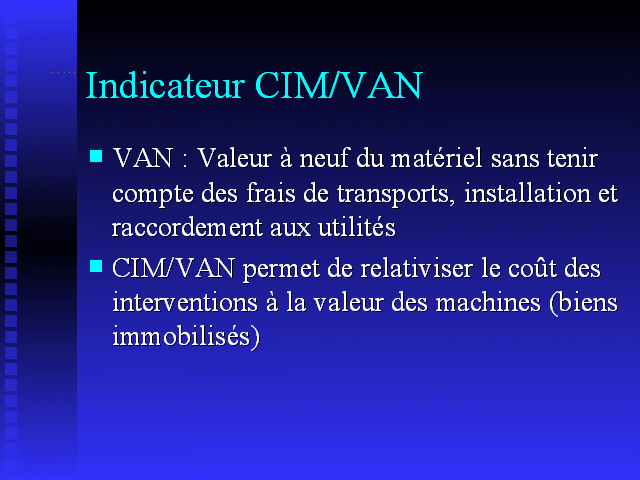 Indicateur CIM/VAN
VAN : Valeur à neuf du matériel sans tenir
compte des frais de transports, installation et
raccordement aux utilités
CIM/VAN permet de relativiser le coût des
interventions à la valeur des machines (biens
immobilisés)